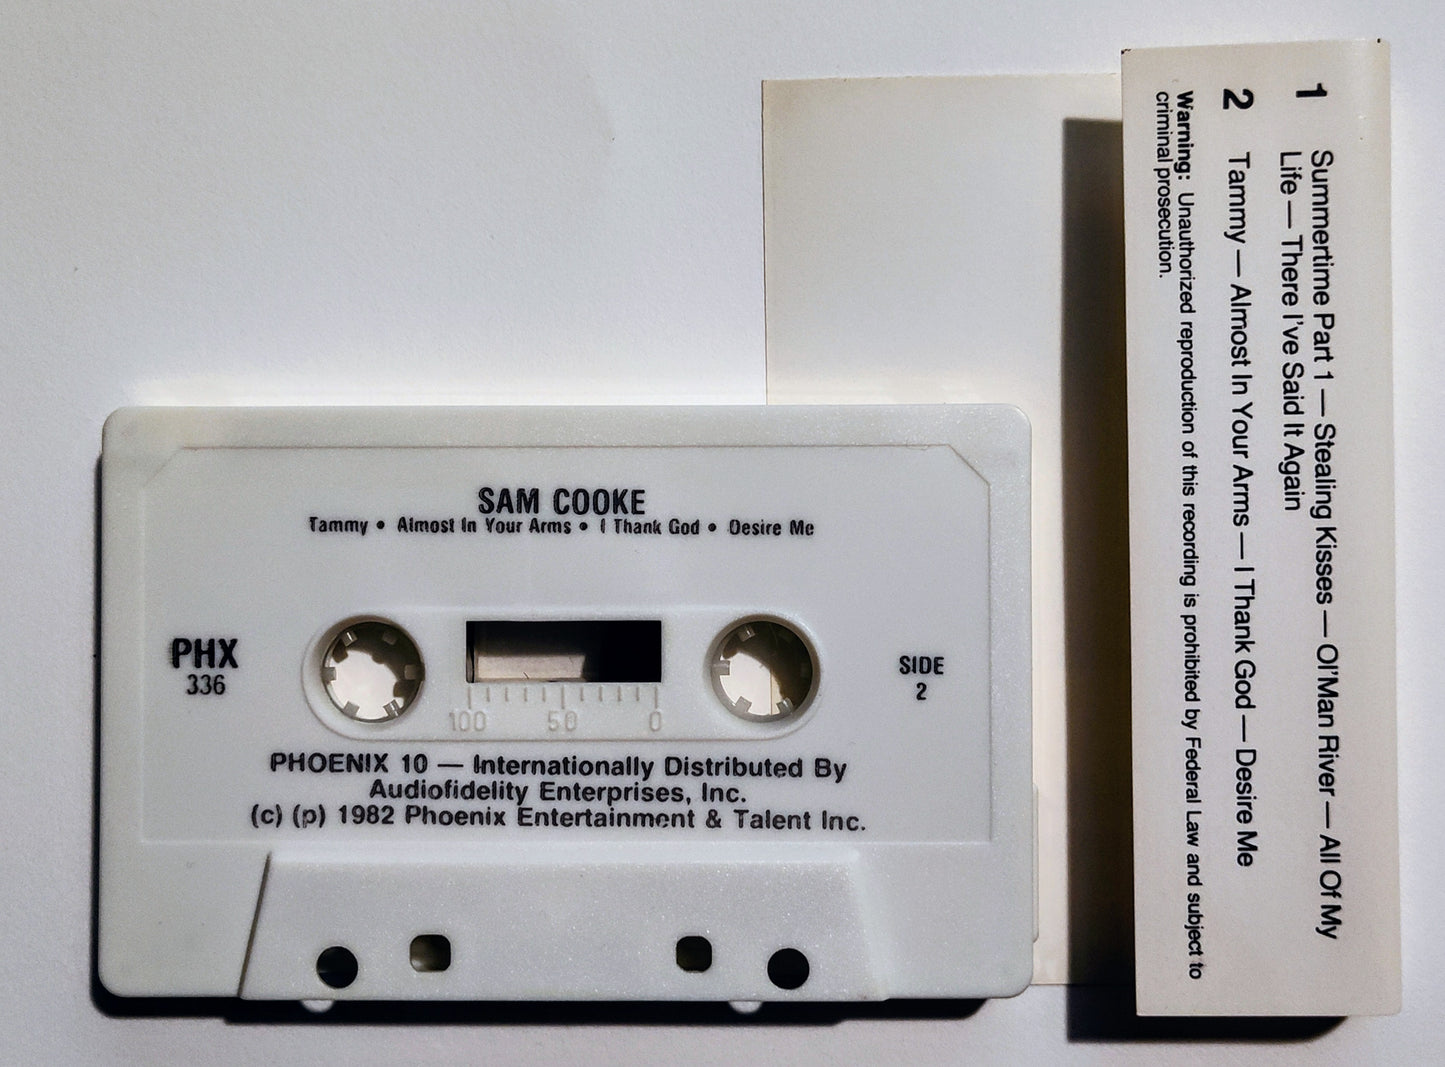 SAM COOKE
Tammy • Almost In Your Arms • I Thank God • Desire Me
PHX
336
SIDE
2
100 50 0
PHOENIX 10 — Internationally Distributed By
Audiofidelity Enterprises, Inc.
(c) (p) 1982 Phoenix Entertainment & Talent Inc.
1 Summertime Part 1 — Stealing Kisses — Ol'Man River — All Of My
Life — There I've Said It Again
2 Tammy — Almost In Your Arms — I Thank God — Desire Me
Warning: Unauthorized reproduction of this recording is prohibited by Federal Law and subject to
criminal prosecution.